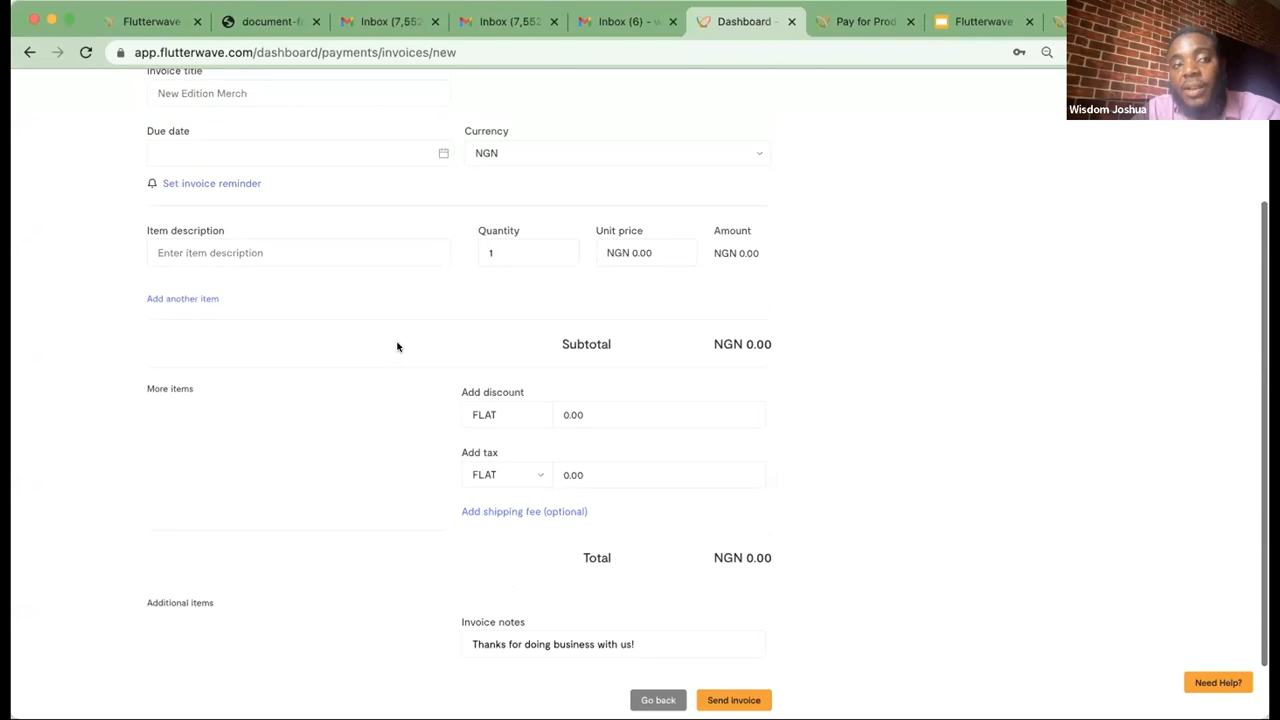 Flutterwave
document-f
Inbox (7,552
Inbox (7,552
Inbox (6) - w
Dashboard -
Pay for Prod
Flutterwave
app.flutterwave.com/dashboard/payments/invoices/new
Wisdom Joshua
Invoice title
New Edition Merch
Due date Currency
NGN
Set invoice reminder
Item description Quantity Unit price Amount
Enter item description 1 NGN 0.00 NGN 0.00
Add another item
Subtotal NGN 0.00
More items Add discount
FLAT 0.00
Add tax
FLAT 0.00
Add shipping fee (optional)
Total NGN 0.00
Additional items
Invoice notes
Thanks for doing business with us!
Need Help?
Go back Send invoice